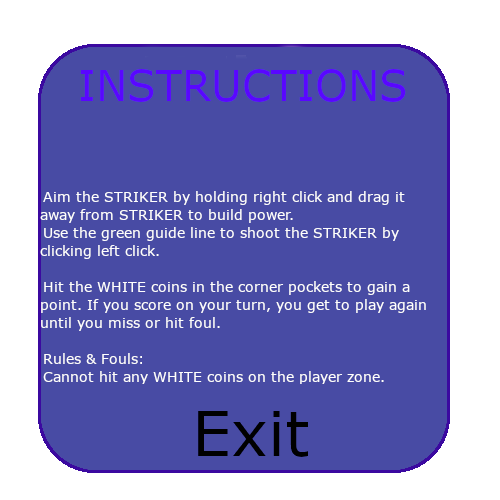 INSTRUCTIONS
Aim the STRIKER by holding right click and drag it
away from STRIKER to build power.
Use the green guide line to shoot the STRIKER by
clicking left click.
Hit the WHITE coins in the corner pockets to gain a
point. If you score on your turn, you get to play again
until you miss or hit foul.
Rules & Fouls:
Cannot hit any WHITE coins on the player zone.
Exit